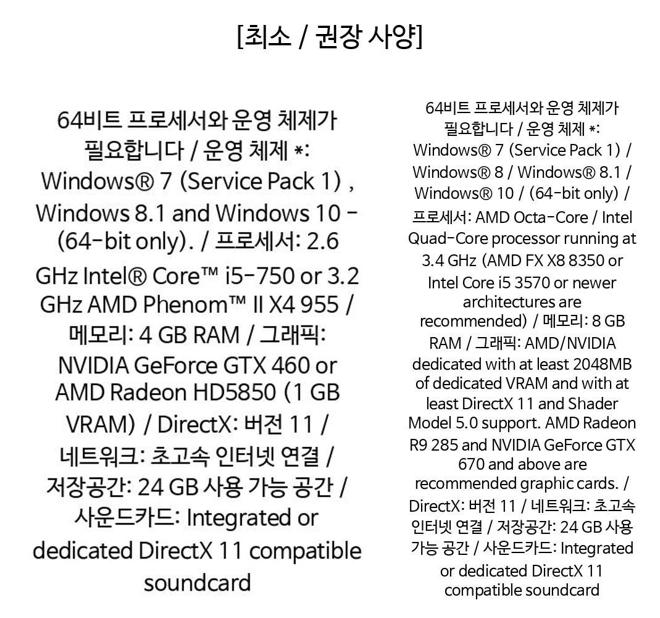 [최소 / 권장 사양]
64비트 프로세서와 운영 체제가
필요합니다 / 운영 체제 *:
Windows® 7 (Service Pack 1) ,
Windows 8.1 and Windows 10 -
(64-bit only). / 프로세서: 2.6
GHz Intel® Core™ i5-750 or 3.2
GHz AMD Phenom™ II X4 955 /
메모리: 4 GB RAM / 그래픽:
NVIDIA GeForce GTX 460 or
AMD Radeon HD5850 (1 GB
VRAM) / DirectX: 버전 11 /
네트워크: 초고속 인터넷 연결 /
저장공간: 24 GB 사용 가능 공간 /
사운드카드: Integrated or
dedicated DirectX 11 compatible
soundcard
64비트 프로세서와 운영 체제가
필요합니다 / 운영 체제 *:
Windows® 7 (Service Pack 1) /
Windows® 8 / Windows® 8.1 /
Windows® 10 / (64-bit only) /
프로세서: AMD Octa-Core / Intel
Quad-Core processor running at
3.4 GHz (AMD FX X8 8350 or
Intel Core i5 3570 or newer
architectures are
recommended) / 메모리: 8 GB
RAM / 그래픽: AMD/NVIDIA
dedicated with at least 2048MB
of dedicated VRAM and with at
least DirectX 11 and Shader
Model 5.0 support. AMD Radeon
R9 285 and NVIDIA GeForce GTX
670 and above are
recommended graphic cards. /
DirectX: 버전 11 / 네트워크: 초고속
인터넷 연결 / 저장공간: 24 GB 사용
가능 공간 / 사운드카드: Integrated
or dedicated DirectX 11
compatible soundcard